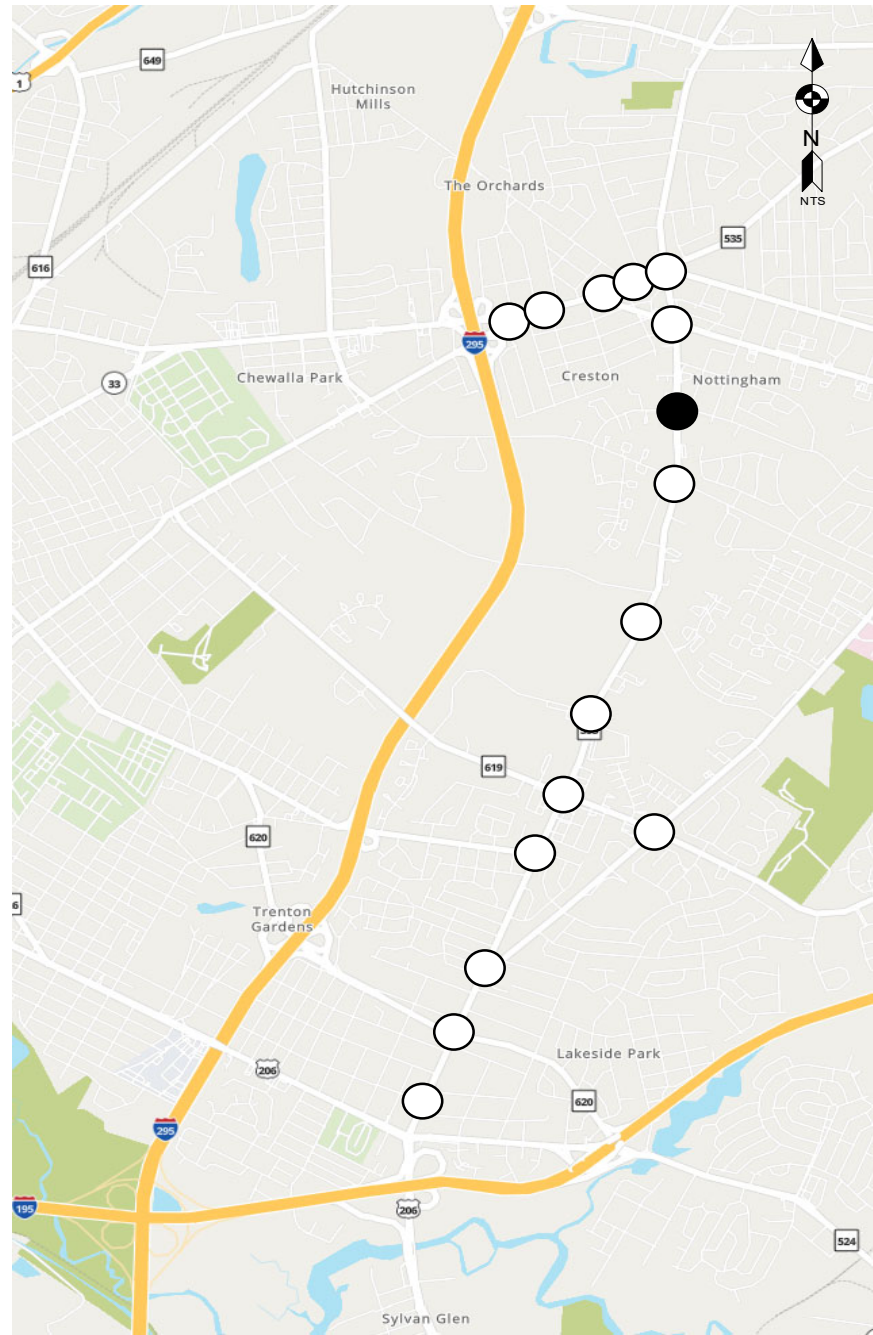 649
1
Hutchinson
Mills
N
NTS
The Orchards
535
616
295
33
Chewalla Park
Creston
Nottingham
619
620
6
Trenton
Gardens
206
Lakeside Park
620
295
195
206
524
Sylvan Glen